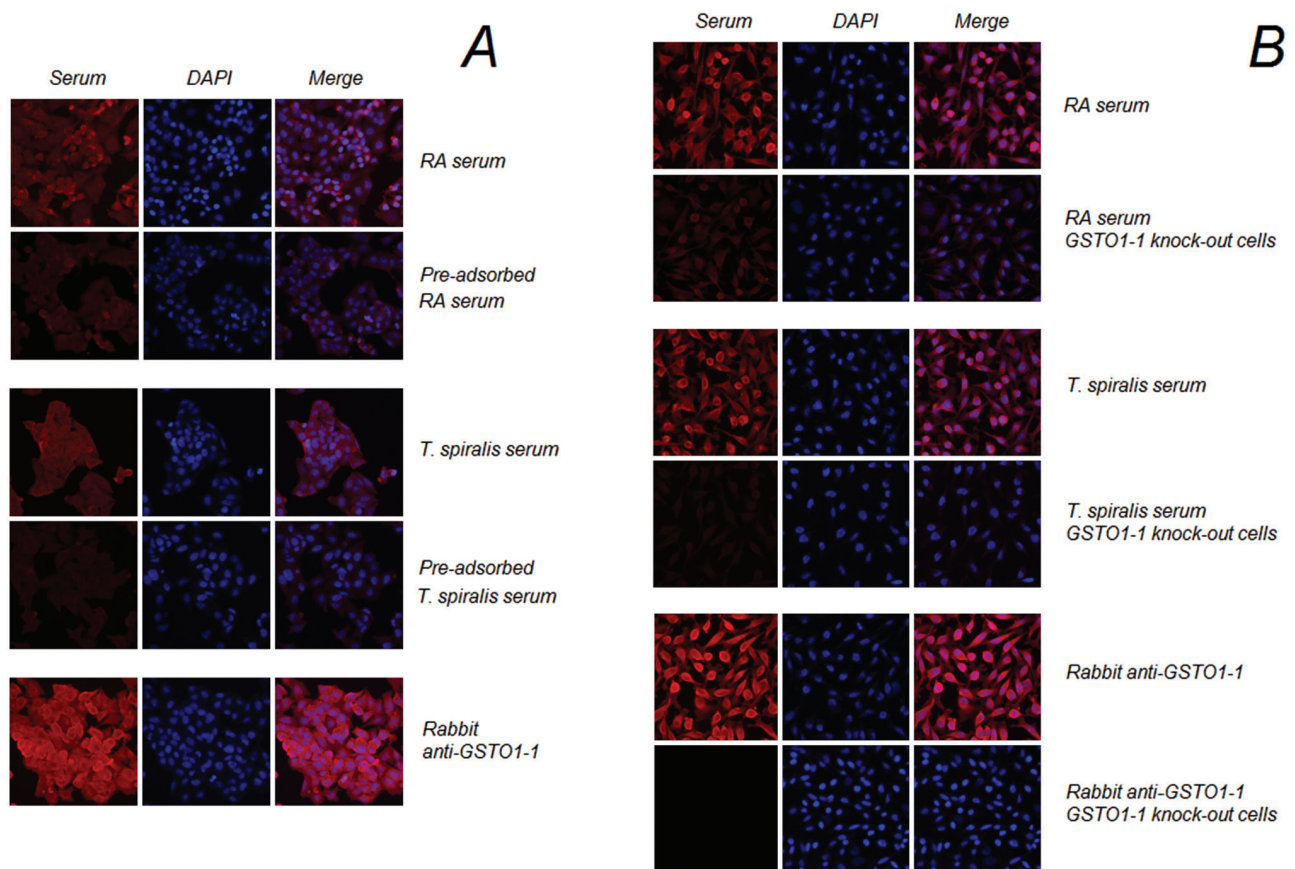 A
Serum DAPI Merge
RA serum
Pre-adsorbed
RA serum
T. spiralis serum
Pre-adsorbed
T. spiralis serum
Rabbit
anti-GSTO1-1
B
Serum DAPI Merge
RA serum
RA serum
GSTO1-1 knock-out cells
T. spiralis serum
T. spiralis serum
GSTO1-1 knock-out cells
Rabbit anti-GSTO1-1
Rabbit anti-GSTO1-1
GSTO1-1 knock-out cells